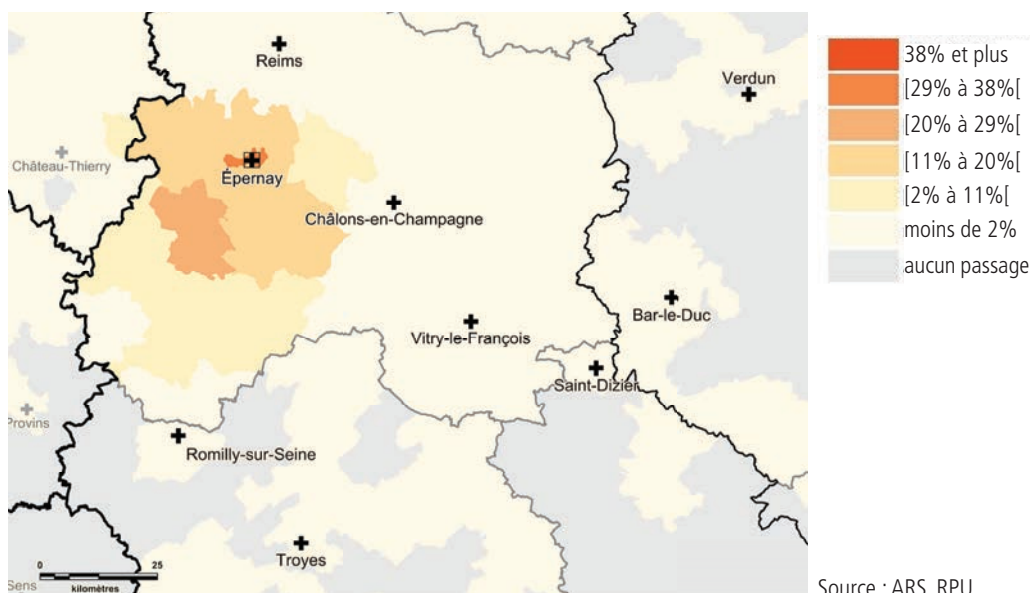 Reims
Verdun
Château-Thierry
Épernay
Châlons-en-Champagne
Bar-le-Duc
Vitry-le-François
Saint-Dizier
Provins
Romilly-sur-Seine
Troyes
0 25
kilomètres
Sens
38% et plus
[29% à 38%[
[20% à 29%[
[11% à 20%[
[2% à 11%[
moins de 2%
aucun passage
Source : ARS, RPU